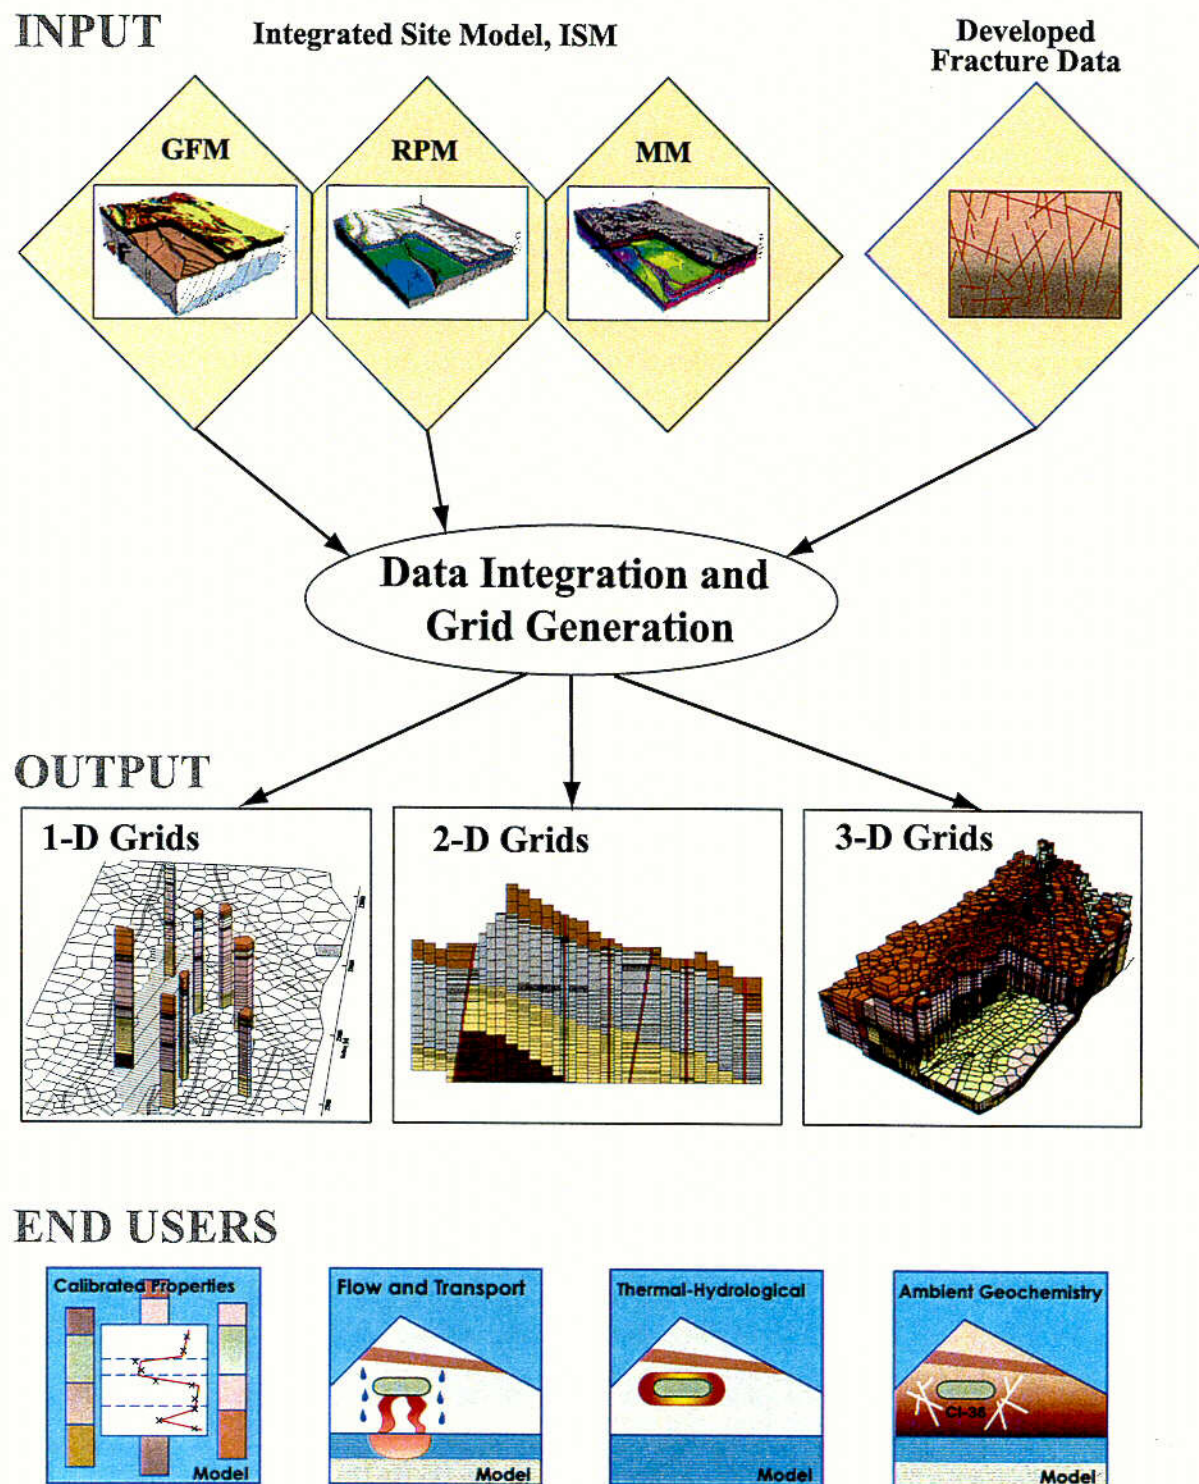 INPUT
Integrated Site Model, ISM
Developed
Fracture Data
GFM
RPM
MM
Data Integration and
Grid Generation
OUTPUT
1-D Grids
2-D Grids
3-D Grids
END USERS
Calibrated Properties
Model
Flow and Transport
Model
Thermal-Hydrological
Model
Ambient Geochemistry
Cl-36
Model